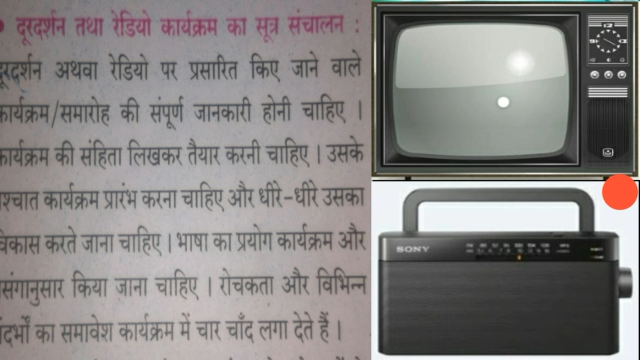 • दूरदर्शन तथा रेडियो कार्यक्रम का सूत्र संचालन :
दूरदर्शन अथवा रेडियो पर प्रसारित किए जाने वाले
कार्यक्रम/समारोह की संपूर्ण जानकारी होनी चाहिए ।
कार्यक्रम की संहिता लिखकर तैयार करनी चाहिए । उसके
पश्चात कार्यक्रम प्रारंभ करना चाहिए और धीरे-धीरे उसका
विकास करते जाना चाहिए । भाषा का प्रयोग कार्यक्रम और
संगानुसार किया जाना चाहिए । रोचकता और विभिन्न
संदर्भों का समावेश कार्यक्रम में चार चाँद लगा देते हैं ।
SONY